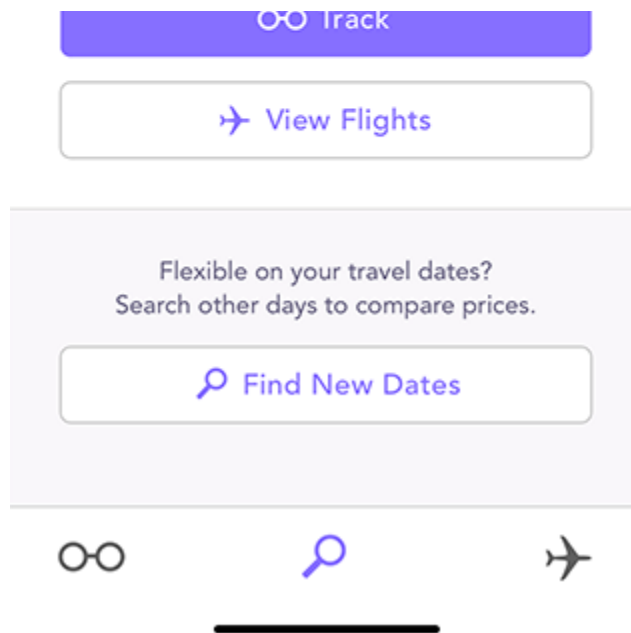 Track
View Flights
Flexible on your travel dates?
Search other days to compare prices.
Find New Dates